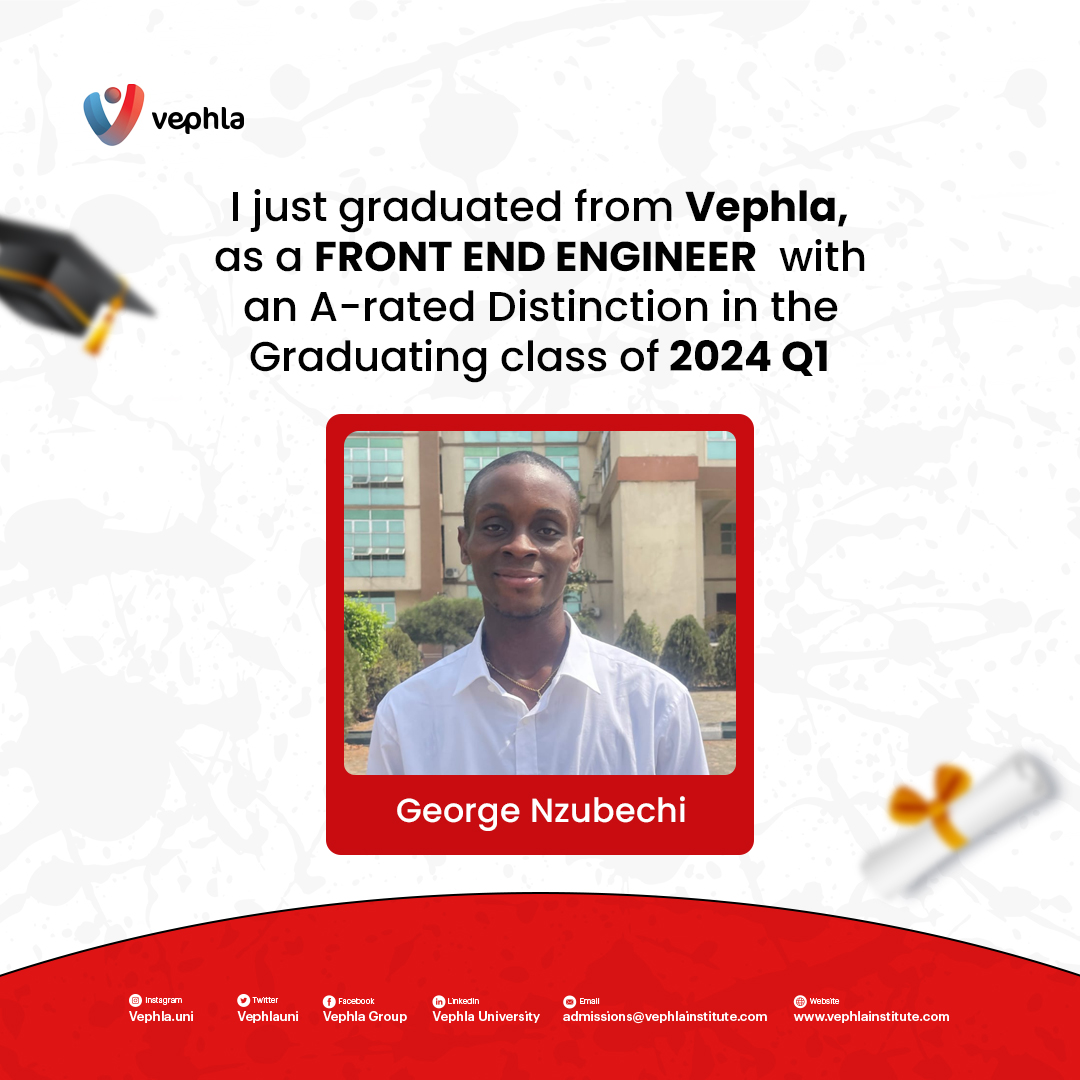 vephla
I just graduated from Vephla,
as a FRONT END ENGINEER with
an A-rated Distinction in the
Graduating class of 2024 Q1
George Nzubechi
Instagram
Vephla.uni
Twitter
Vephlauni
Facebook
Vephla Group
LinkedIn
Vephla University
Email
admissions@vephlainstitute.com
Website
www.vephlainstitute.com